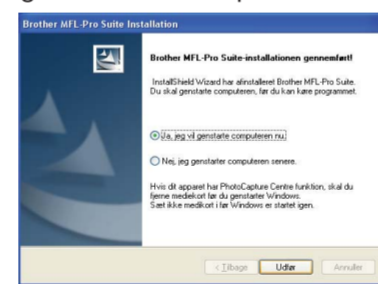 Brother MFL-Pro Suite Installation
Brother MFL-Pro Suite-installationen gennemført!
InstallShield Wizard har afinstalleret Brother MFL-Pro Suite.
Du skal genstarte computeren, før du kan køre programmet.
Ja, jeg vil genstarte computeren nu.
Nej, jeg genstarter computeren senere.
Hvis dit apparat har PhotoCapture Centre funktion, skal du
fjerne mediekort før du genstarter Windows.
Sæt ikke medikort i før Windows er startet igen.
< Tilbage
Udfør
Annuller